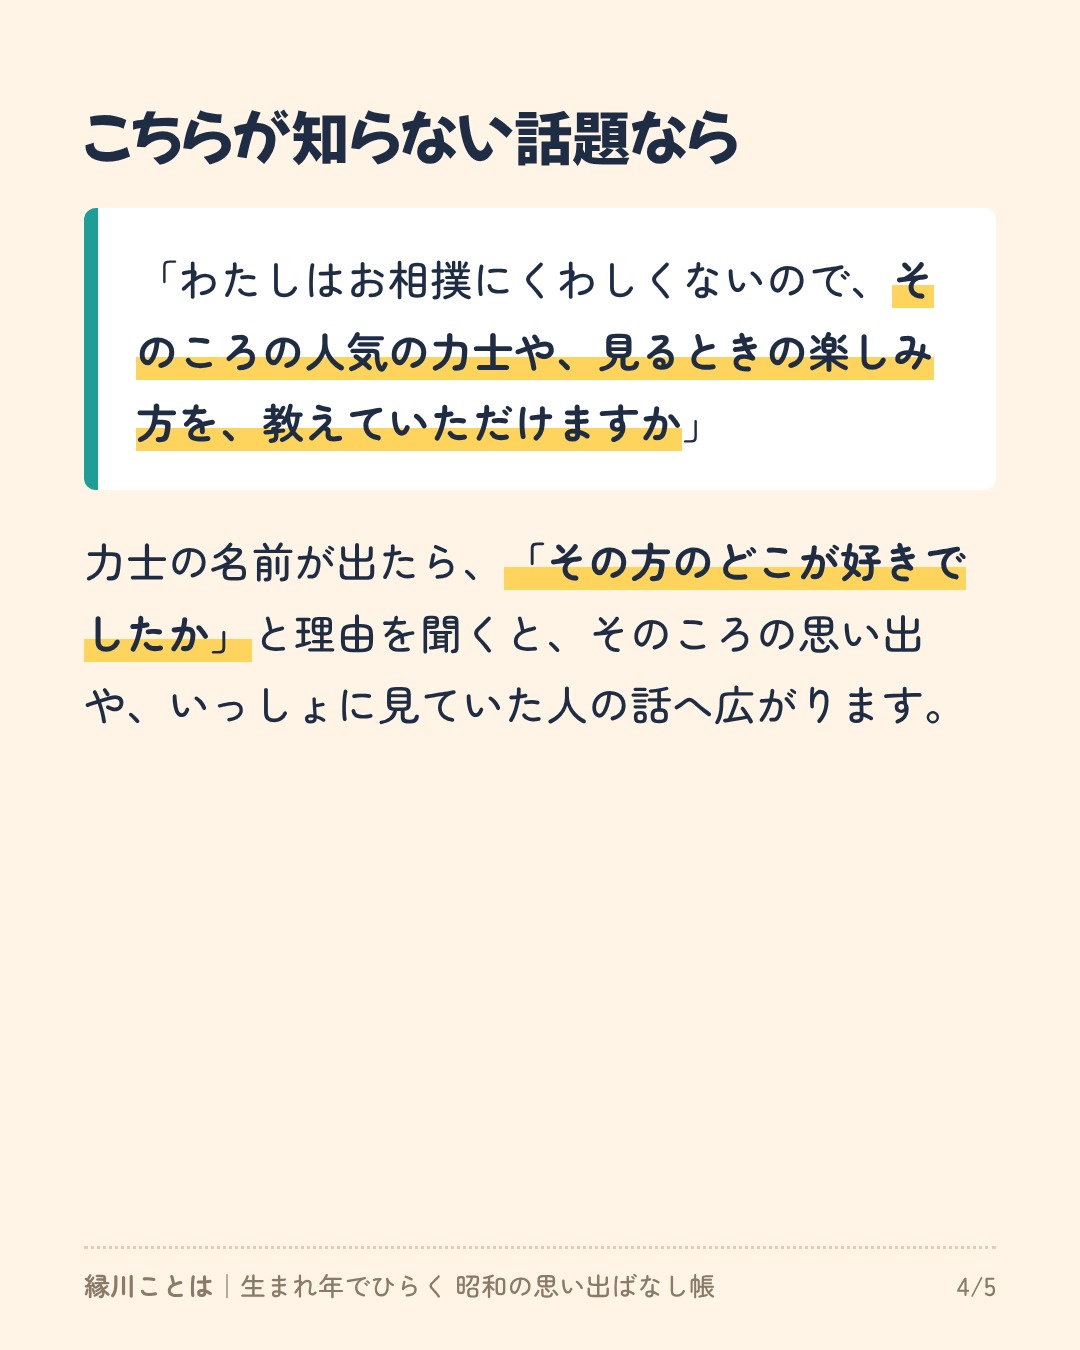 こちらが知らない話題なら
「わたしはお相撲にくわしくないので、そ
のころの人気の力士や、見るときの楽しみ
方を、教えていただけますか」
力士の名前が出たら、「その方のどこが好きで
したか」と理由を聞くと、そのころの思い出
や、いっしょに見ていた人の話へ広がります。
縁川ことは｜生まれ年でひらく 昭和の思い出ばなし帳
4/5